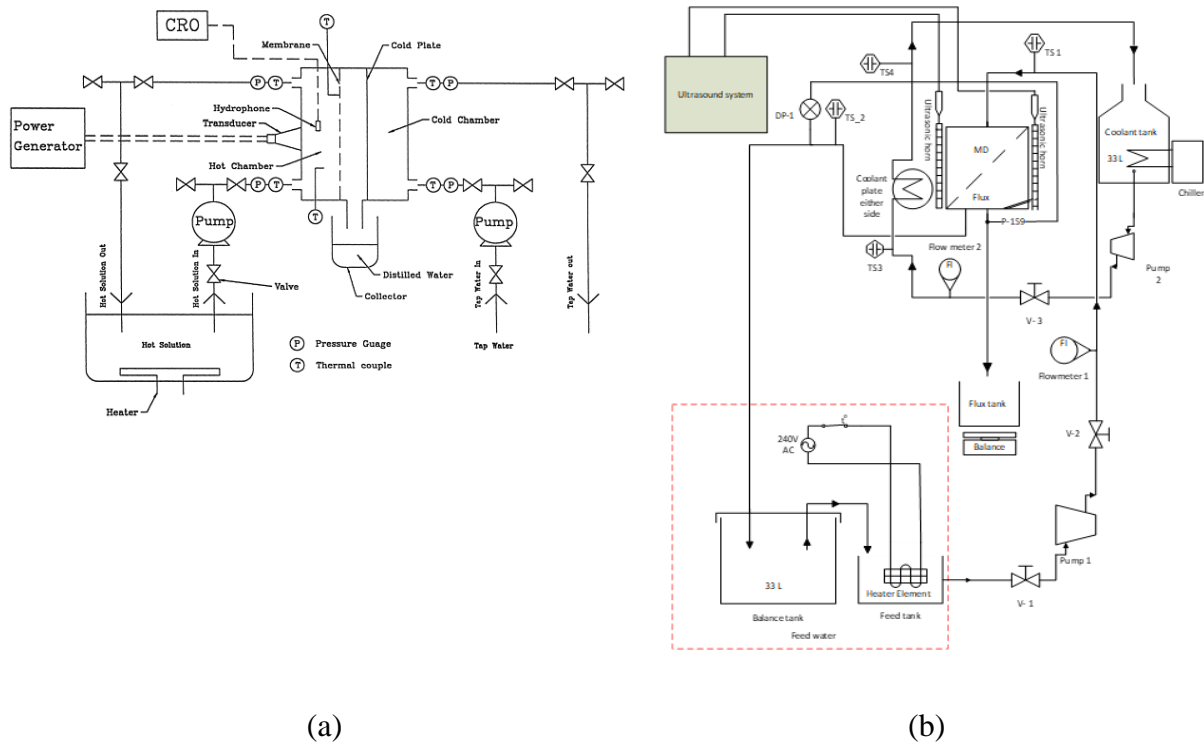 CRO
T
Membrane
Cold Plate
P
T
T
P
Hydrophone
Transducer
Power
Generator
Cold Chamber
Hot Chamber
P
T
T
P
T
Pump
Pump
Hot Solution Out
Hot Solution In
Valve
Distilled Water
Collector
Tap Water In
Tap Water out
Tap Water
Hot Solution
Heater
P Pressure Guage
T Thermal couple
(a)
Ultrasound system
TS4
TS 1
DP-1
TS_2
Ultrasonic horn
Ultrasonic horn
MD
Flux
Coolant tank
33 L
Chiller
Coolant
plate
either
side
P-159
Flow meter 2
TS3
FI
V-3
Pump
2
FI
Flowmeter 1
Flux tank
Balance
V-2
240V
AC
t°
33 L
Heater Element
Balance tank
Feed tank
Feed water
Pump 1
V- 1
(b)